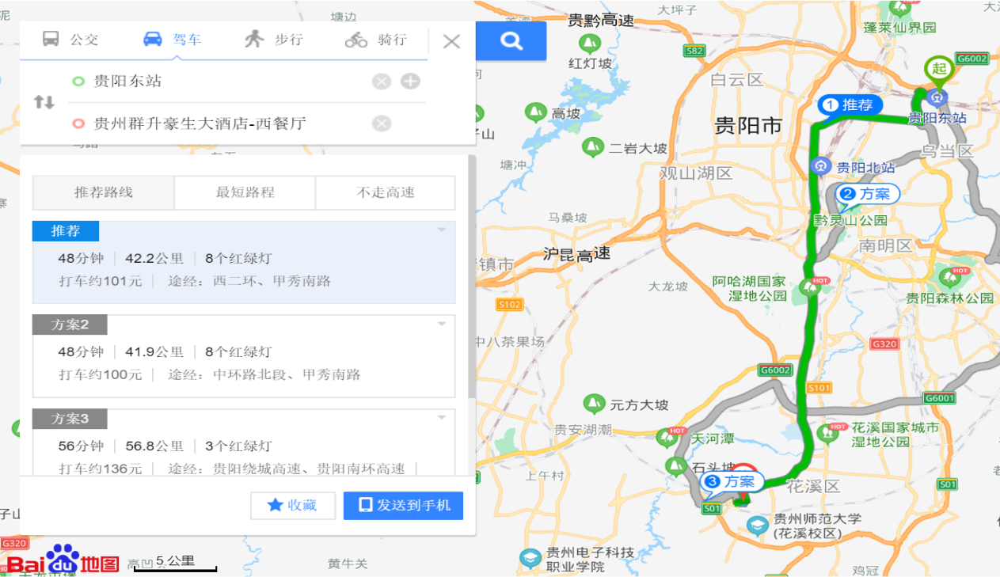 公交
驾车
步行
骑行
贵阳东站
贵州群升豪生大酒店-西餐厅
推荐路线
最短路程
不走高速
推荐
48分钟 42.2公里 8个红绿灯
打车约101元 途经：西二环、甲秀南路
方案2
48分钟 41.9公里 8个红绿灯
打车约100元 途经：中环路北段、甲秀南路
方案3
56分钟 56.8公里 3个红绿灯
打车约136元 途经：贵阳绕城高速、贵阳南环高速
收藏
发送到手机
Bai du 地图
5 公里
G320
塘边
贵黔高速
大坪子
蓬莱仙界园
S82
G6002
红灯坡
白云区
起
1 推荐
贵阳东站
高坡
贵阳市
二岩大坡
乌当区
塘冲
观山湖区
贵阳北站
2 方案
马桑坡
黔灵山公园
南明区
沪昆高速
镇市
大龙坡
阿哈湖国家
湿地公园
HOT
HOT
贵阳森林公园
S102
中八茶果场
G320
G6002
S101
G6001
元方大坡
贵安湖潮
HOT
天河潭
HOT
花溪国家城市
湿地公园
石头坡
上午村
3 方案
花溪区
S01
S01
贵州师范大学
(花溪校区)
贵州电子科技
职业学院
黄牛关
鸡冠